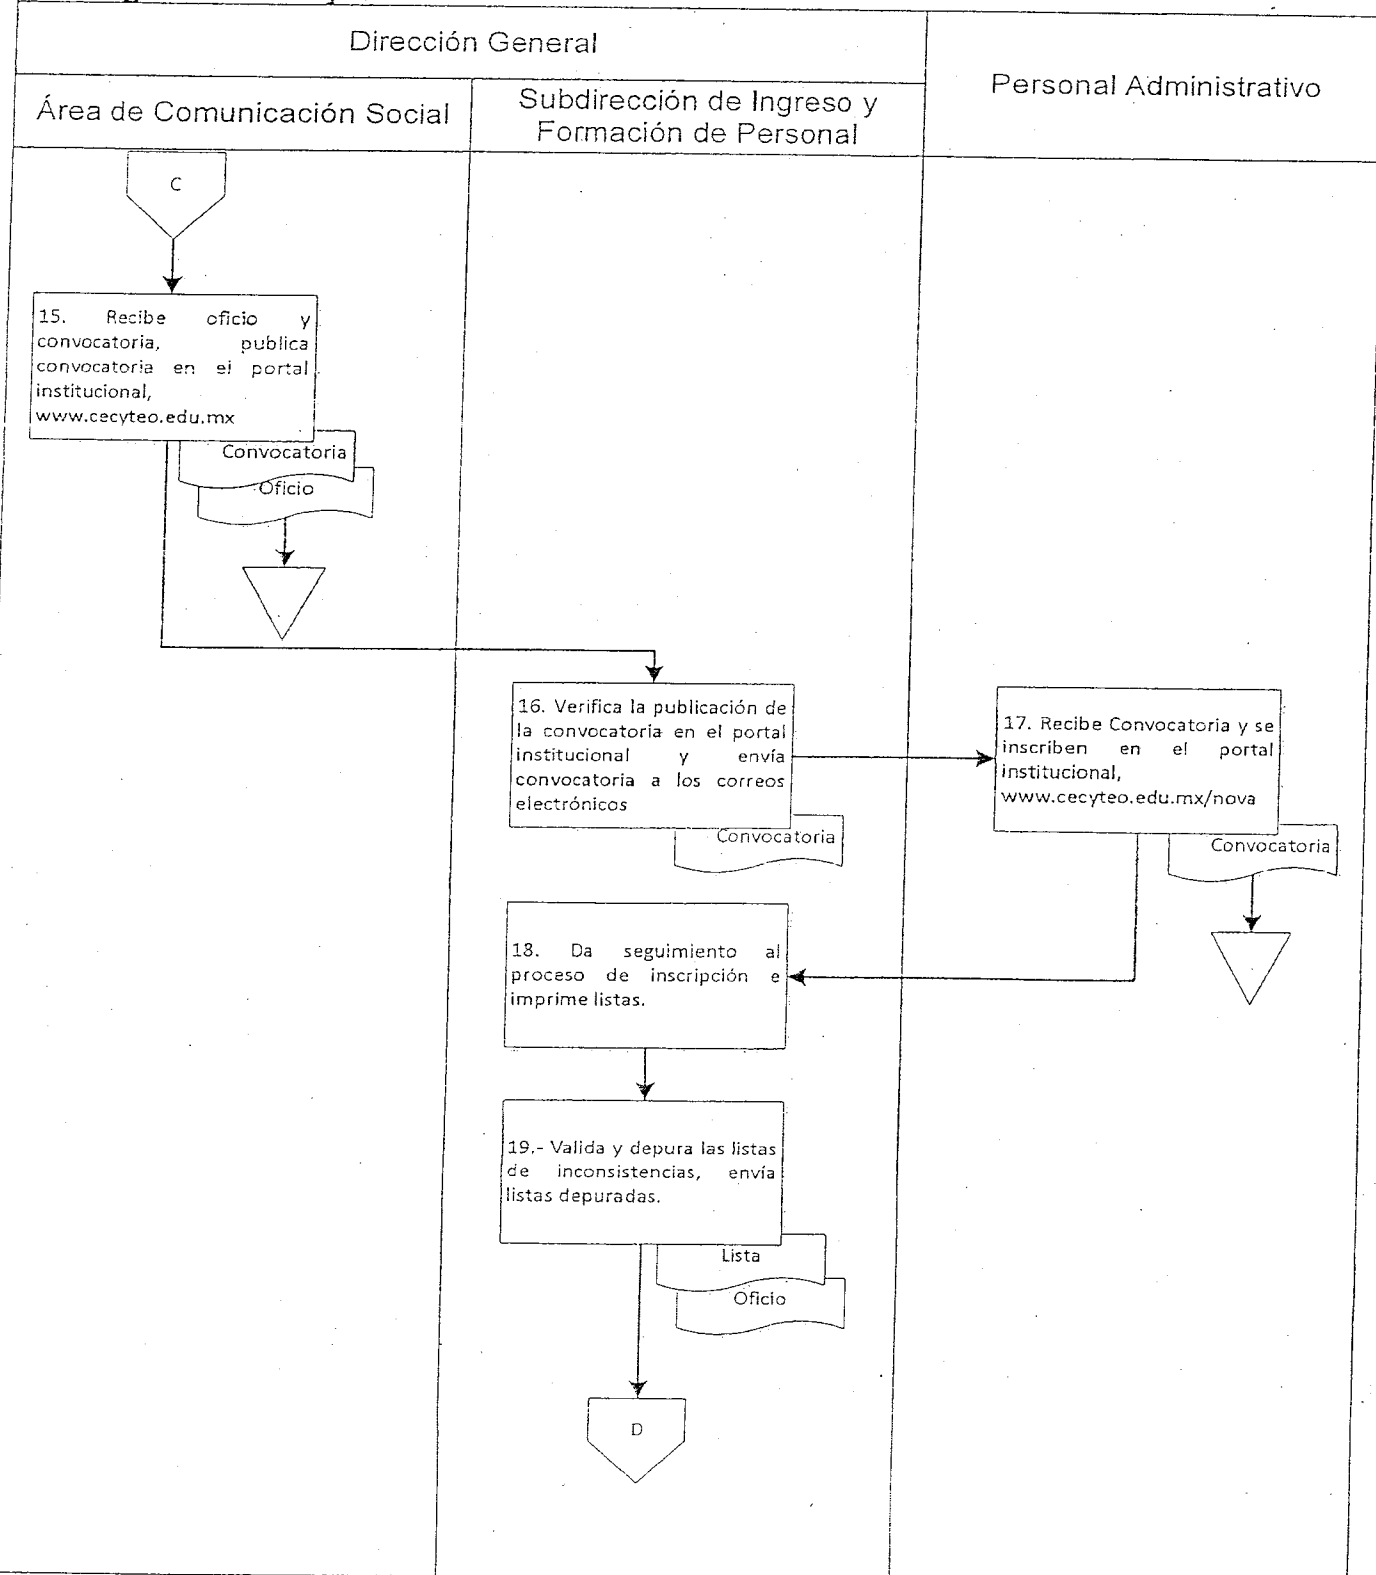 Dirección General
Personal Administrativo
Área de Comunicación Social
Subdirección de Ingreso y
Formación de Personal
C
15. Recibe oficio y
convocatoria, publica
convocatoria en el portal
institucional,
www.cecyteo.edu.mx
Convocatoria
Oficio
16. Verifica la publicación de
la convocatoria en el portal
institucional y envía
convocatoria a los correos
electrónicos
Convocatoria
17. Recibe Convocatoria y se
inscriben en el portal
institucional,
www.cecyteo.edu.mx/nova
Convocatoria
18. Da seguimiento al
proceso de inscripción e
imprime listas.
19.- Valida y depura las listas
de inconsistencias, envía
listas depuradas.
Lista
Oficio
D